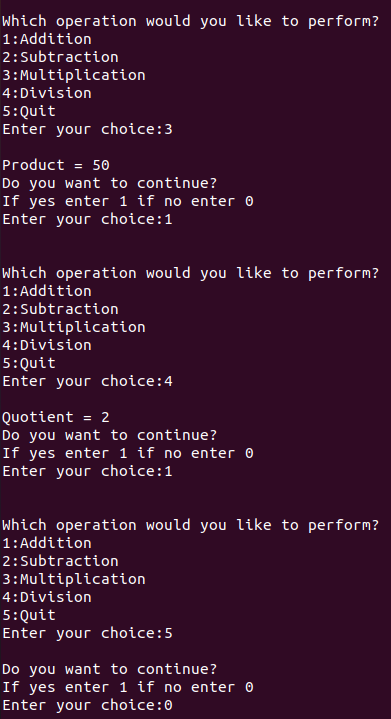 Which operation would you like to perform?
1:Addition
2:Subtraction
3:Multiplication
4:Division
5:Quit
Enter your choice:3
Product = 50
Do you want to continue?
If yes enter 1 if no enter 0
Enter your choice:1
Which operation would you like to perform?
1:Addition
2:Subtraction
3:Multiplication
4:Division
5:Quit
Enter your choice:4
Quotient = 2
Do you want to continue?
If yes enter 1 if no enter 0
Enter your choice:1
Which operation would you like to perform?
1:Addition
2:Subtraction
3:Multiplication
4:Division
5:Quit
Enter your choice:5
Do you want to continue?
If yes enter 1 if no enter 0
Enter your choice:0